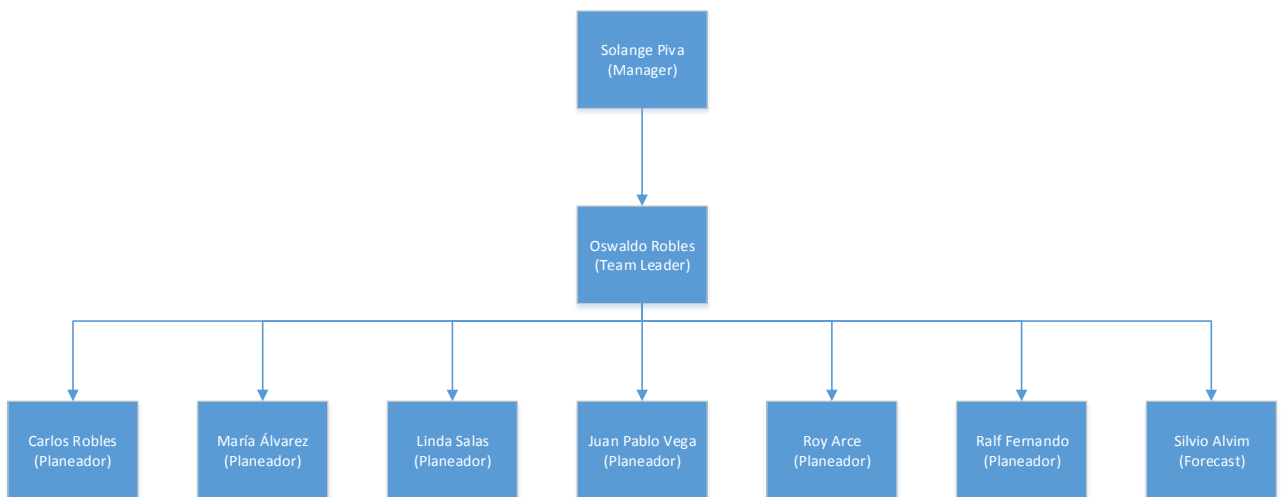 Solange Piva
(Manager)
Oswaldo Robles
(Team Leader)
Carlos Robles
(Planeador)
María Álvarez
(Planeador)
Linda Salas
(Planeador)
Juan Pablo Vega
(Planeador)
Roy Arce
(Planeador)
Ralf Fernando
(Planeador)
Silvio Alvim
(Forecast)